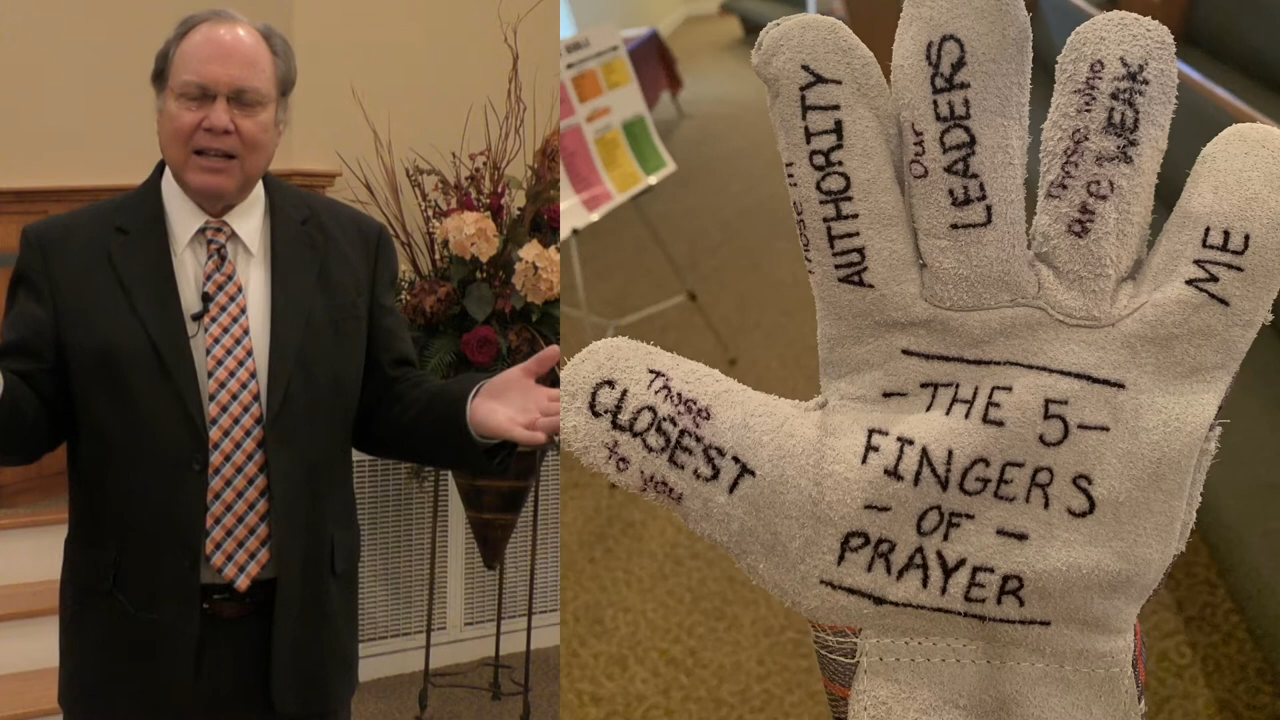 Those in
AUTHORITY
Our
LEADERS
Those who
are WEAK
ME
Those
CLOSEST
to you
- THE 5 -
FINGERS
- OF -
PRAYER